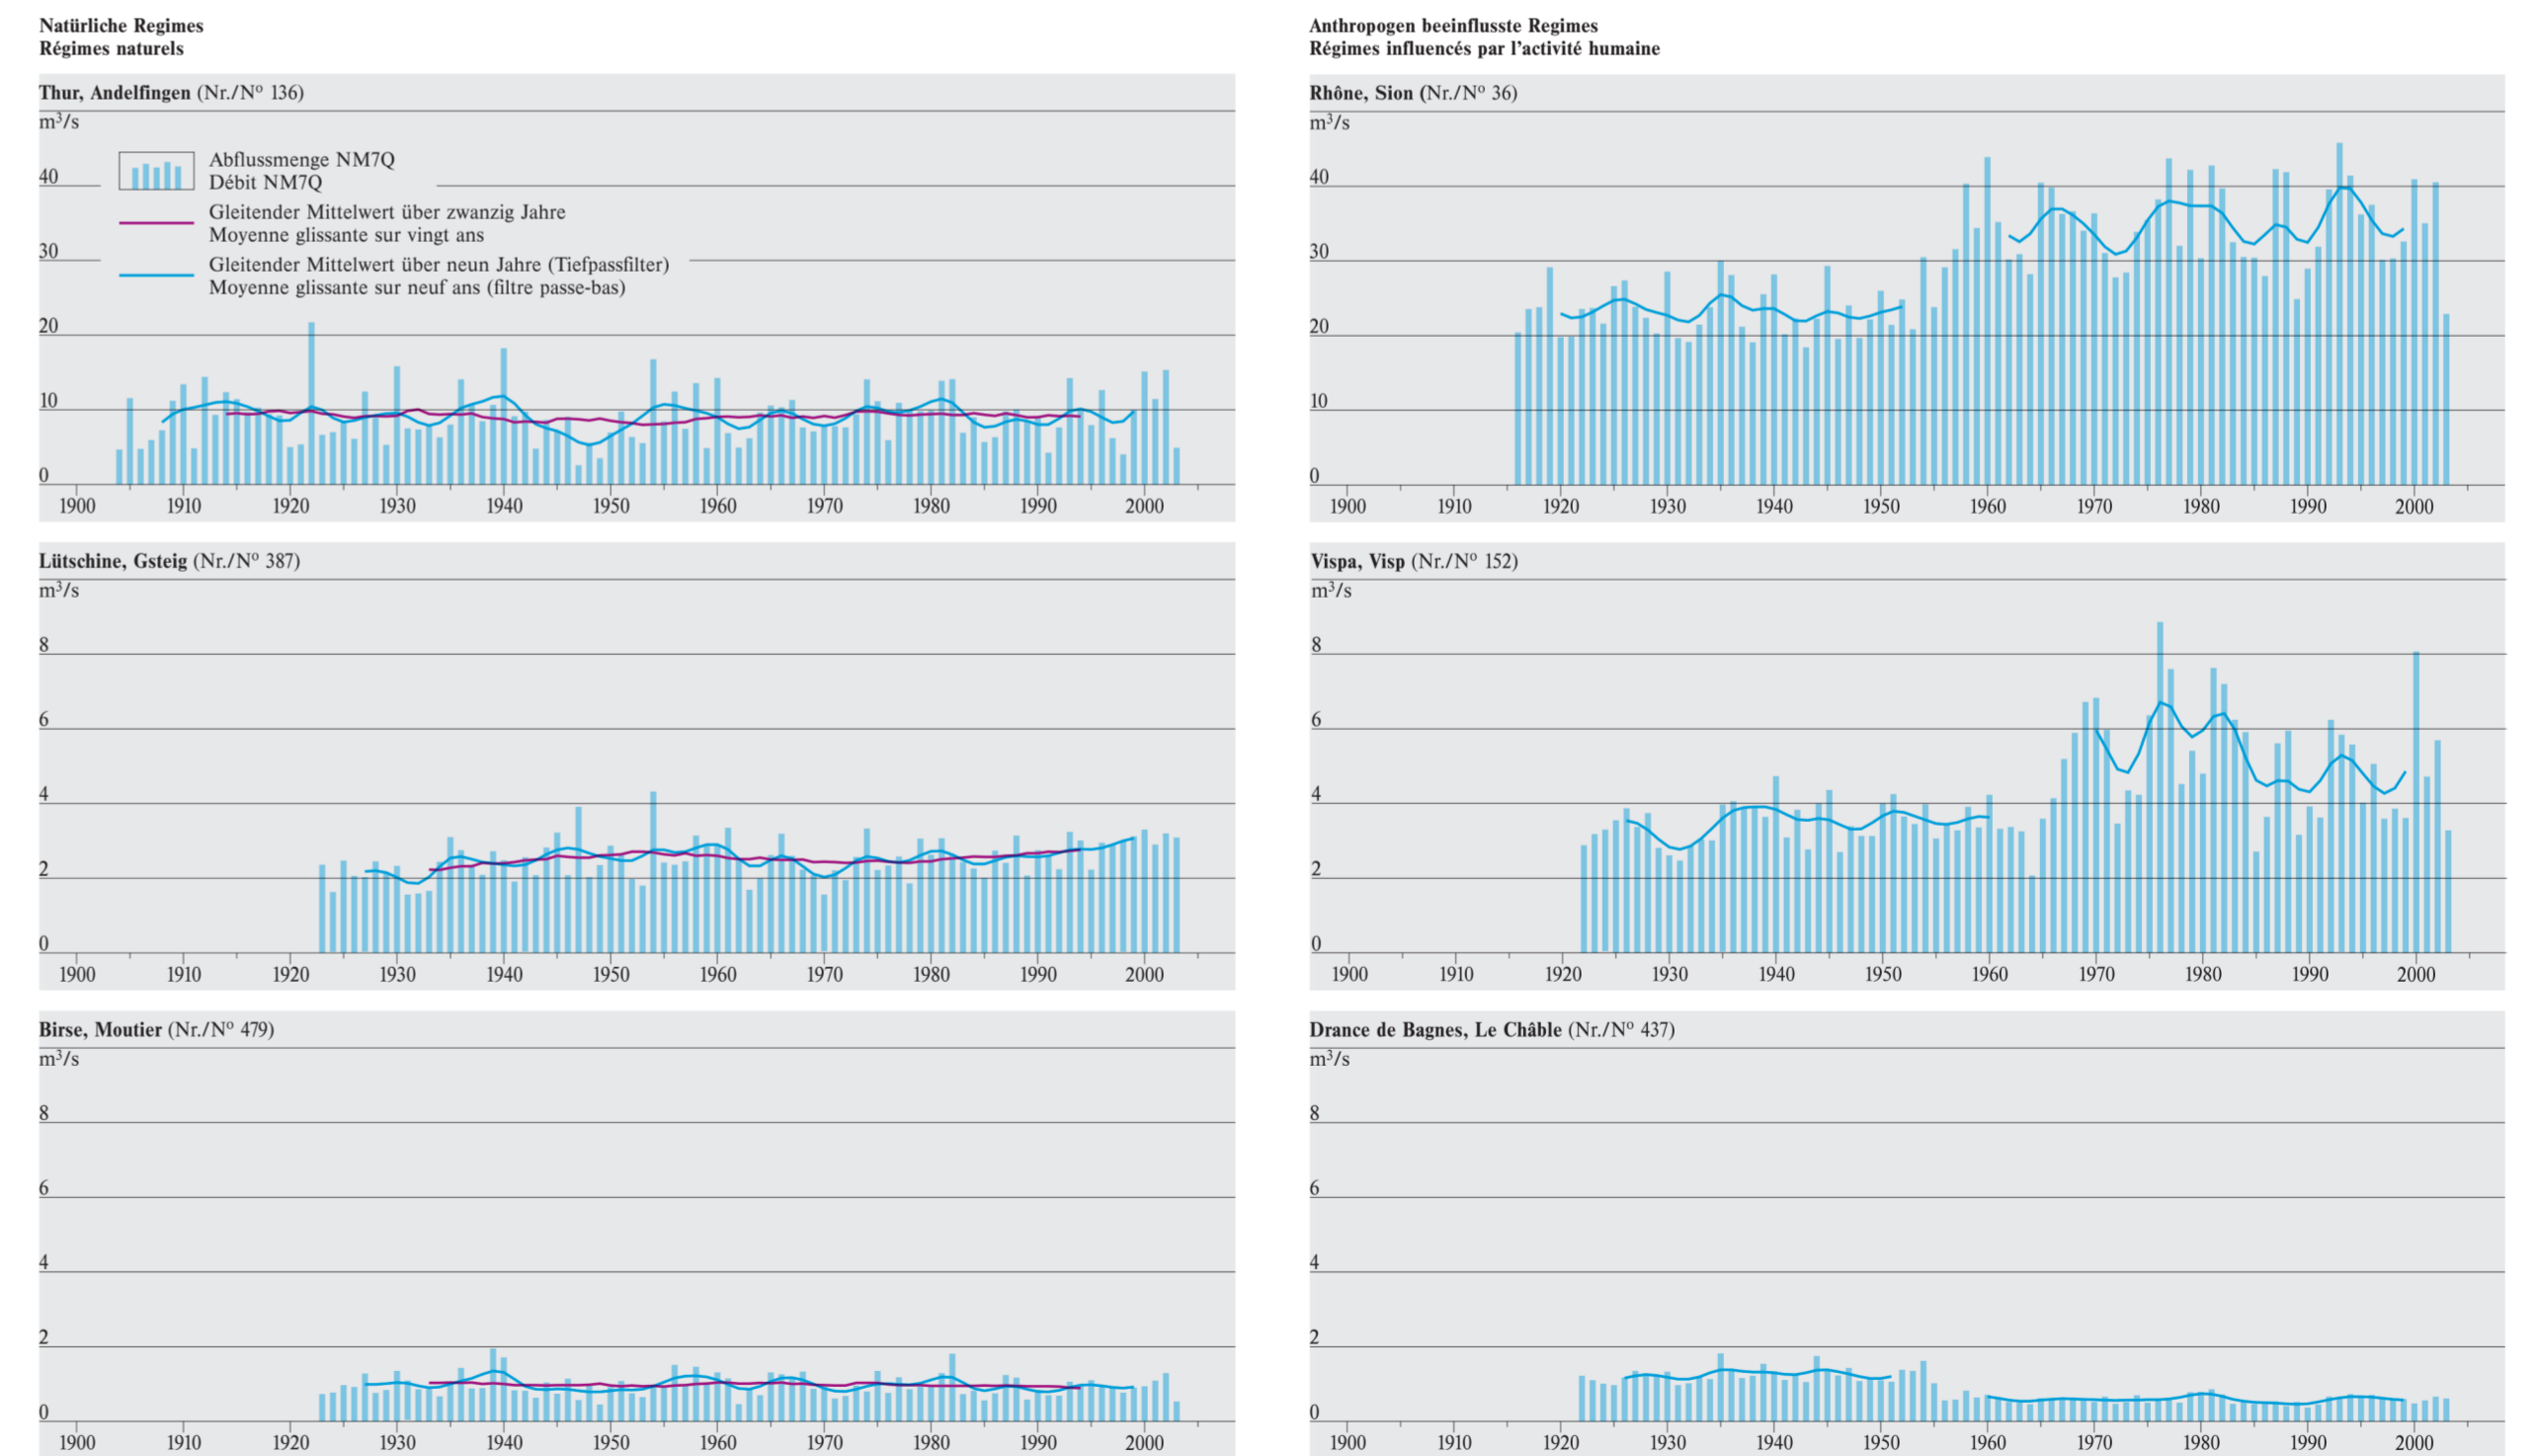 Natürliche Regimes
Régimes naturels
Thur, Andelfingen (Nr./Nº 136)
m³/s
Abflussmenge NM7Q
Débit NM7Q
40
Gleitender Mittelwert über zwanzig Jahre
Moyenne glissante sur vingt ans
30
Gleitender Mittelwert über neun Jahre (Tiefpassfilter)
Moyenne glissante sur neuf ans (filtre passe-bas)
20
10
0
1900 1910 1920 1930 1940 1950 1960 1970 1980 1990 2000
Lütschine, Gsteig (Nr./Nº 387)
m³/s
8
6
4
2
0
1900 1910 1920 1930 1940 1950 1960 1970 1980 1990 2000
Birse, Moutier (Nr./Nº 479)
m³/s
8
6
4
2
0
1900 1910 1920 1930 1940 1950 1960 1970 1980 1990 2000
Anthropogen beeinflusste Regimes
Régimes influencés par l'activité humaine
Rhône, Sion (Nr./Nº 36)
m³/s
40
30
20
10
0
1900 1910 1920 1930 1940 1950 1960 1970 1980 1990 2000
Vispa, Visp (Nr./Nº 152)
m³/s
8
6
4
2
0
1900 1910 1920 1930 1940 1950 1960 1970 1980 1990 2000
Drance de Bagnes, Le Châble (Nr./Nº 437)
m³/s
8
6
4
2
0
1900 1910 1920 1930 1940 1950 1960 1970 1980 1990 2000